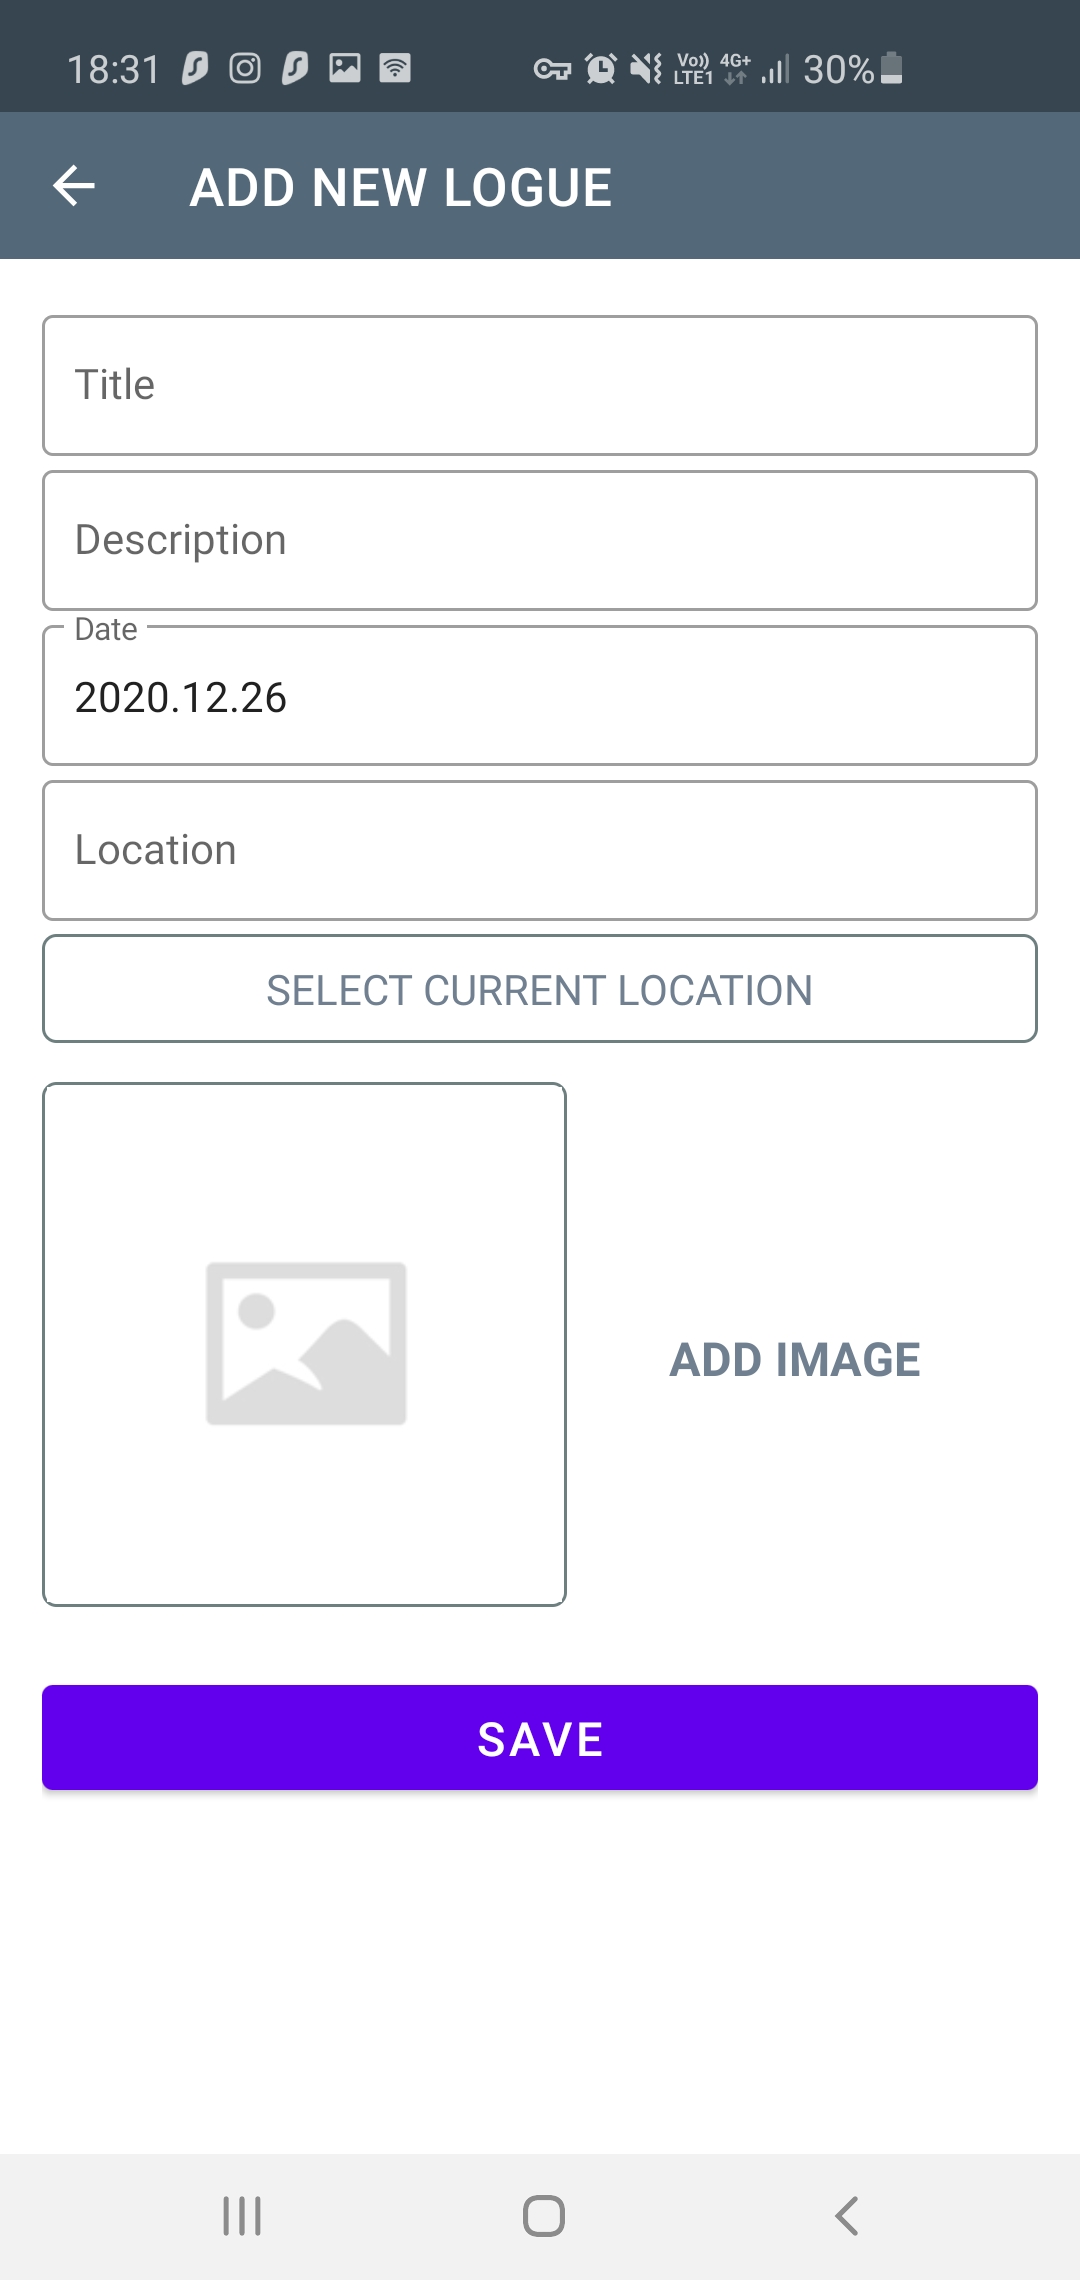 18:31 Vo)) LTE1 4G+ 30%
ADD NEW LOGUE
Title
Description
Date
2020.12.26
Location
SELECT CURRENT LOCATION
ADD IMAGE
SAVE